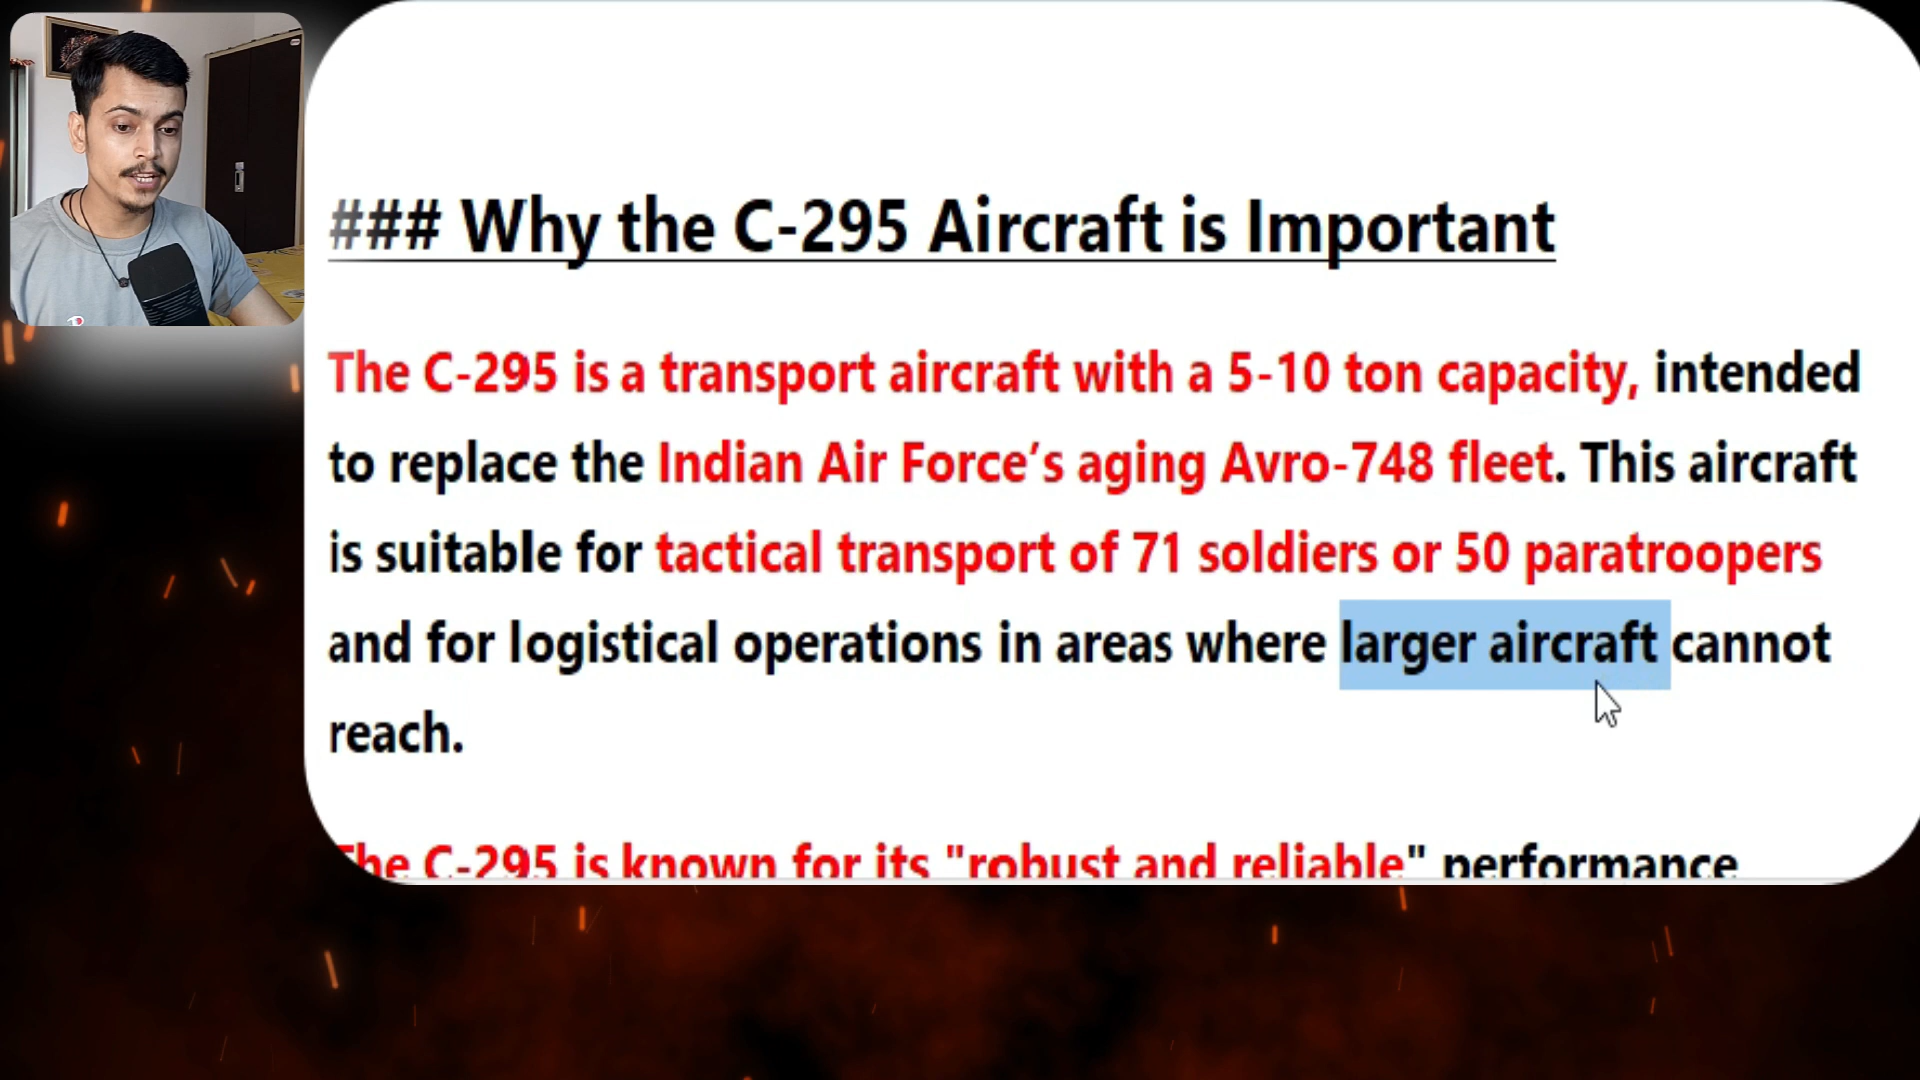 ### Why the C-295 Aircraft is Important
The C-295 is a transport aircraft with a 5-10 ton capacity, intended
to replace the Indian Air Force’s aging Avro-748 fleet. This aircraft
is suitable for tactical transport of 71 soldiers or 50 paratroopers
and for logistical operations in areas where larger aircraft cannot
reach.
The C-295 is known for its "robust and reliable" performance